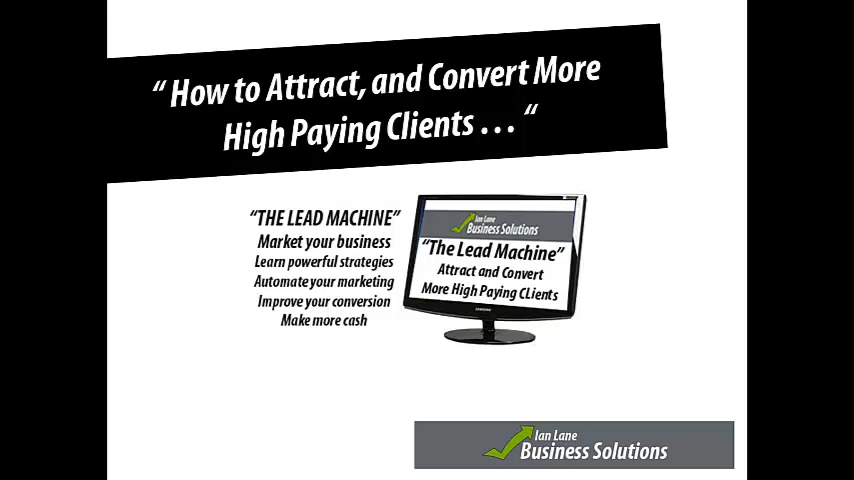 “ How to Attract, and Convert More
High Paying Clients . . . “
“THE LEAD MACHINE”
Market your business
Learn powerful strategies
Automate your marketing
Improve your conversion
Make more cash
Ian Lane
Business Solutions
“The Lead Machine”
Attract and Convert
More High Paying CLients
SAMSUNG
Ian Lane
Business Solutions